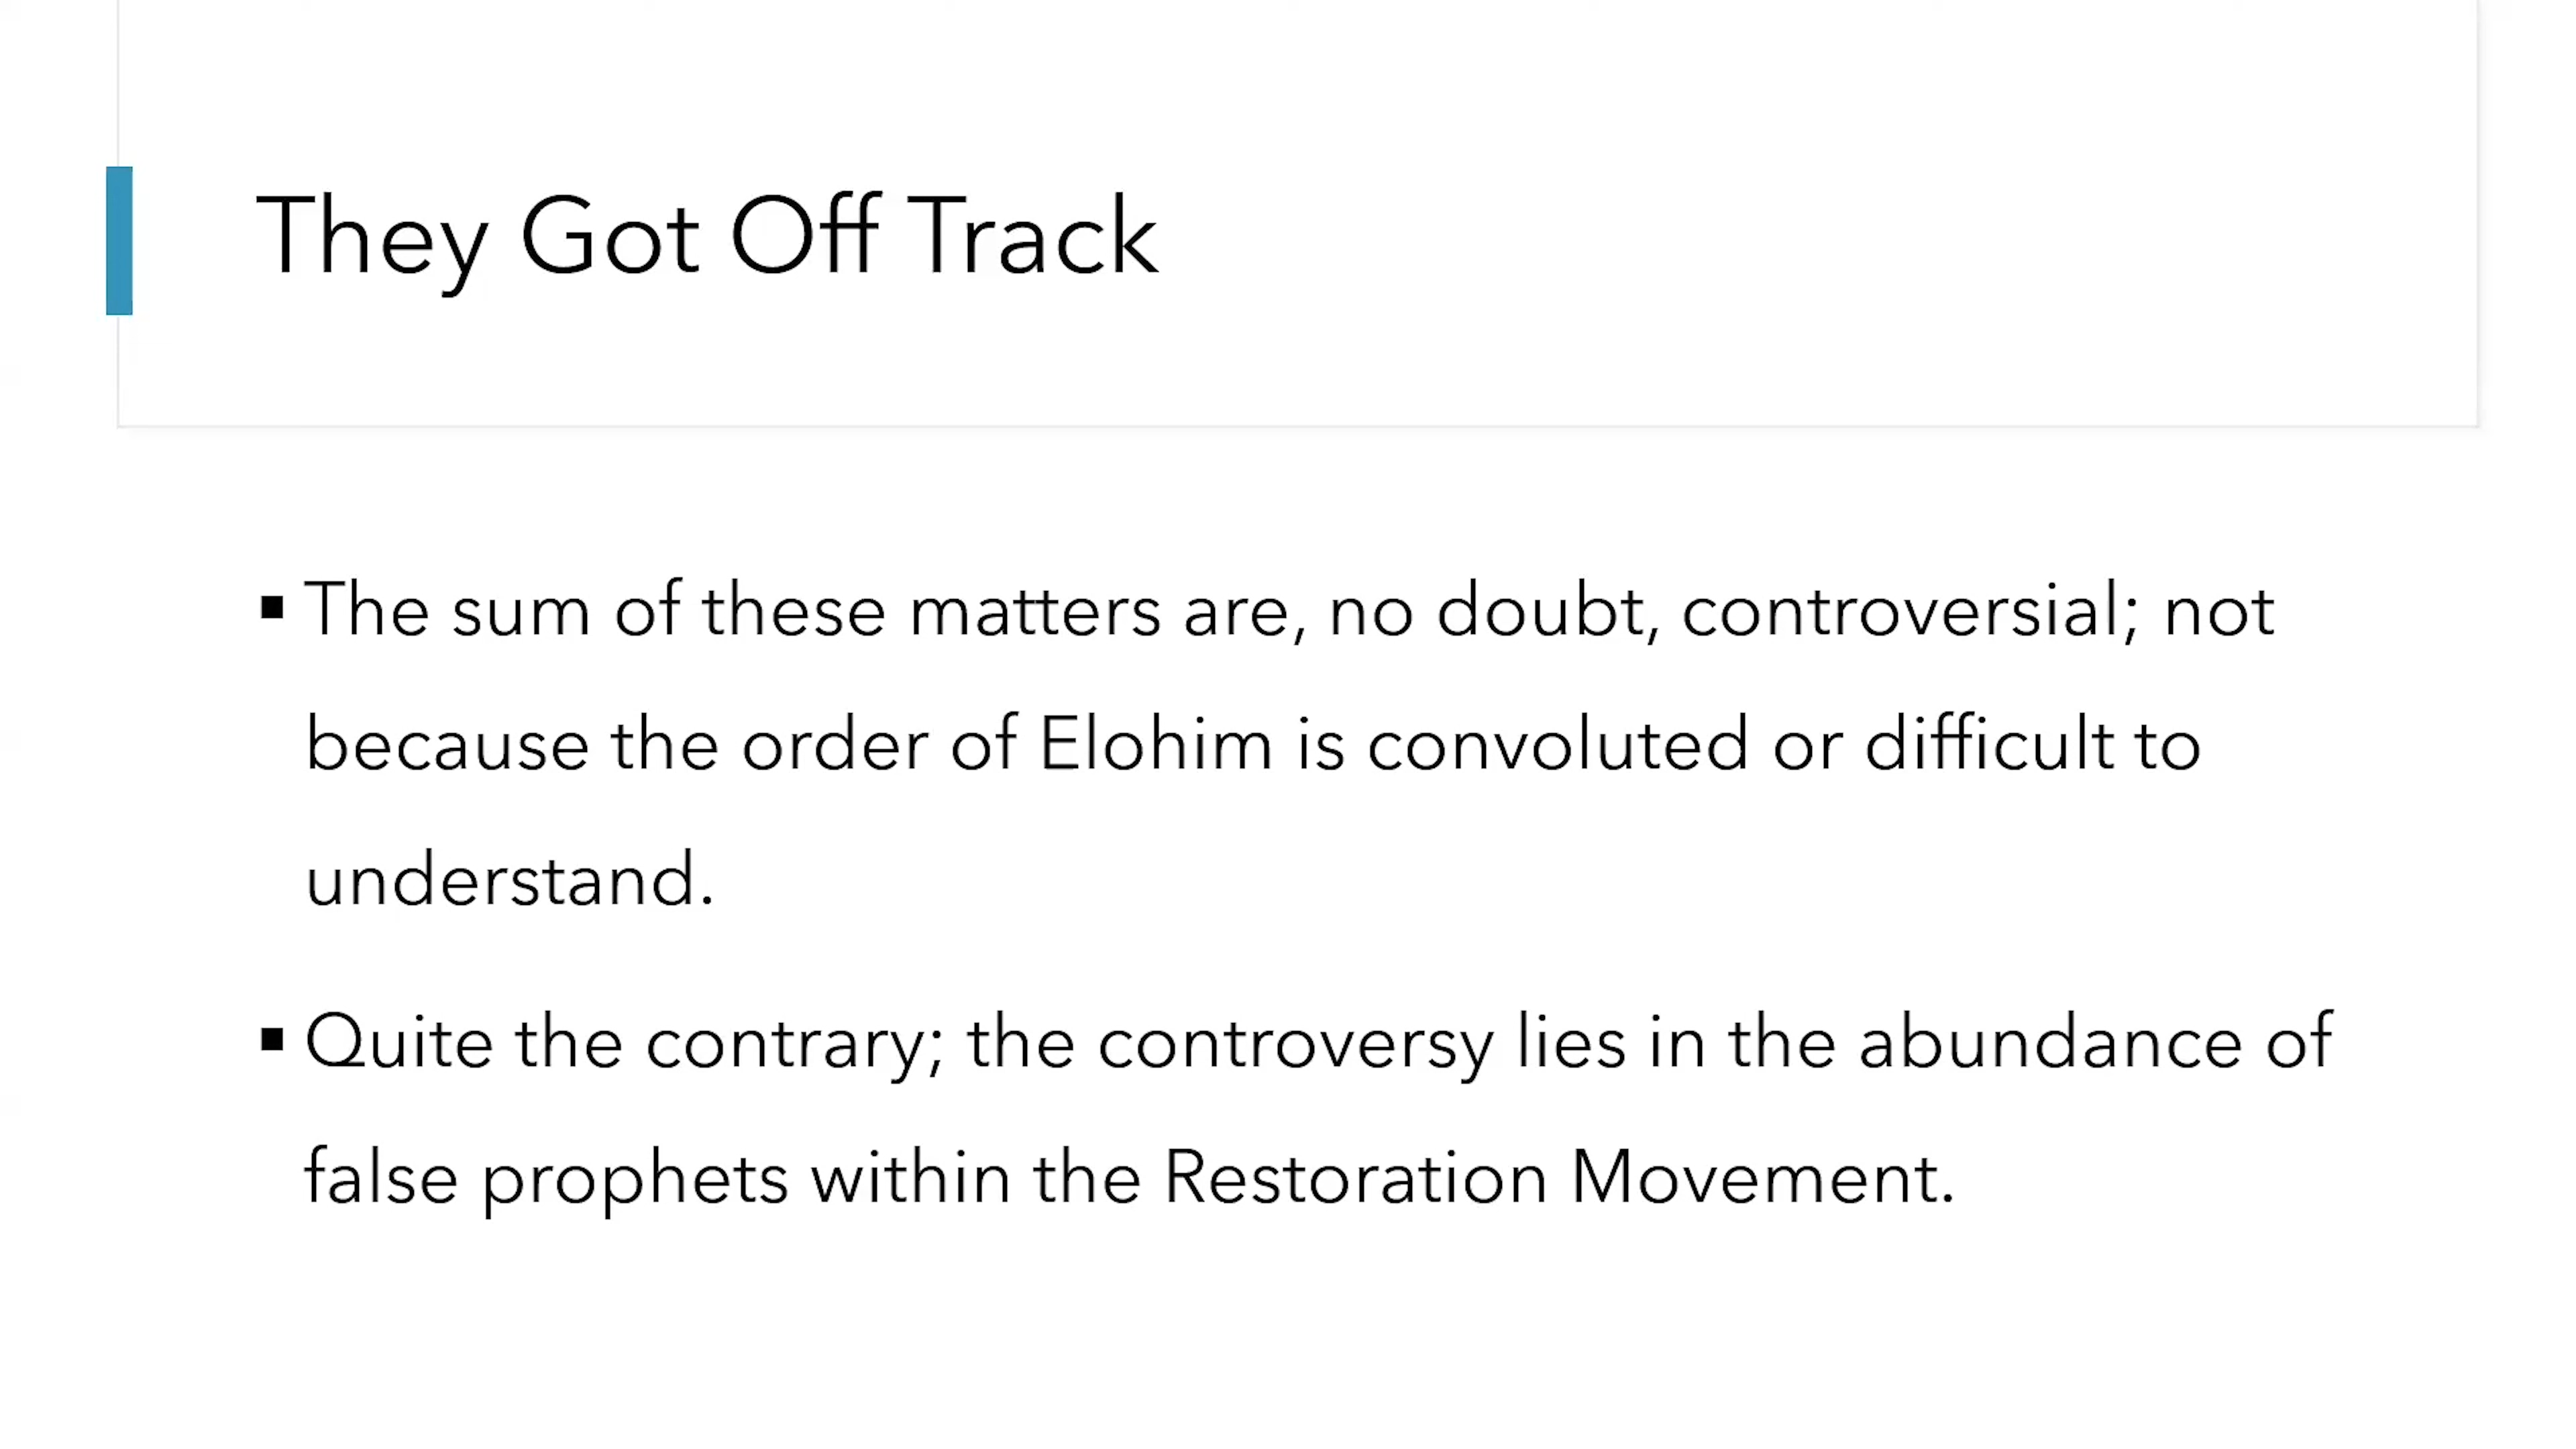 They Got Off Track
▪ The sum of these matters are, no doubt, controversial; not
because the order of Elohim is convoluted or difficult to
understand.
▪ Quite the contrary; the controversy lies in the abundance of
false prophets within the Restoration Movement.